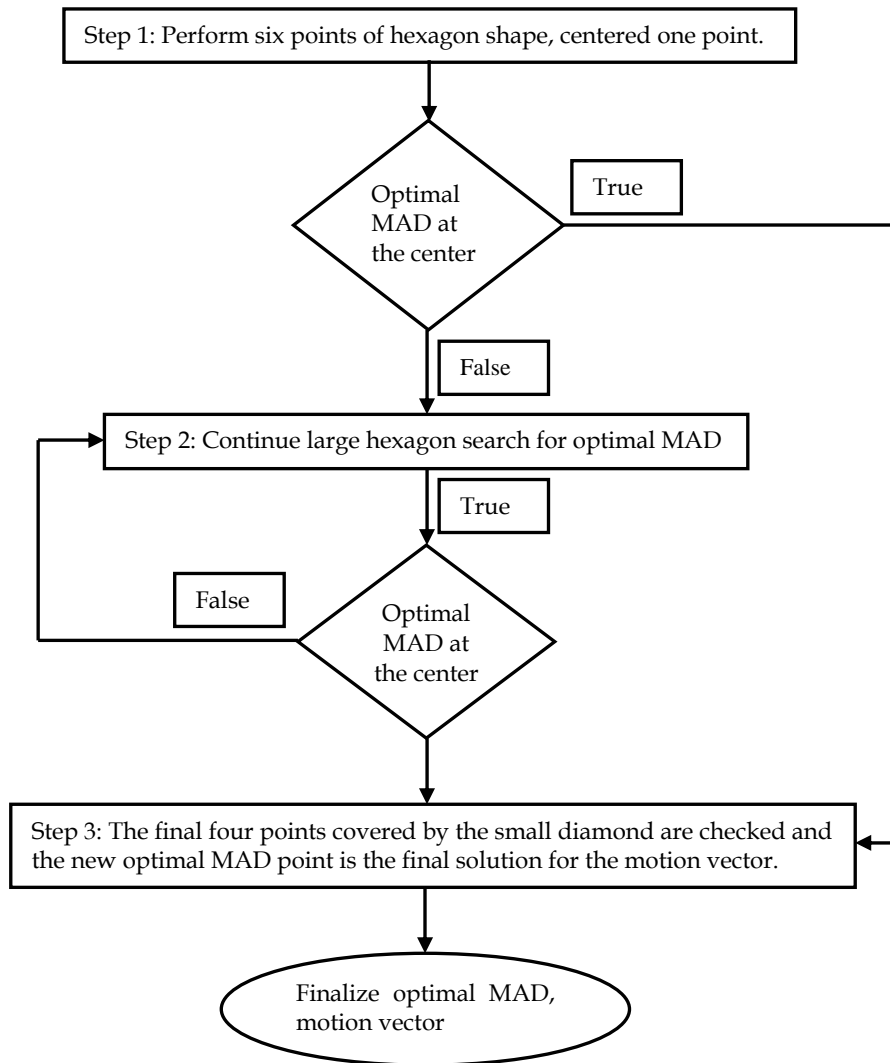 Step 1: Perform six points of hexagon shape, centered one point.
Optimal
MAD at
the center
True
False
Step 2: Continue large hexagon search for optimal MAD
True
False
Optimal
MAD at
the center
Step 3: The final four points covered by the small diamond are checked and
the new optimal MAD point is the final solution for the motion vector.
Finalize optimal MAD,
motion vector